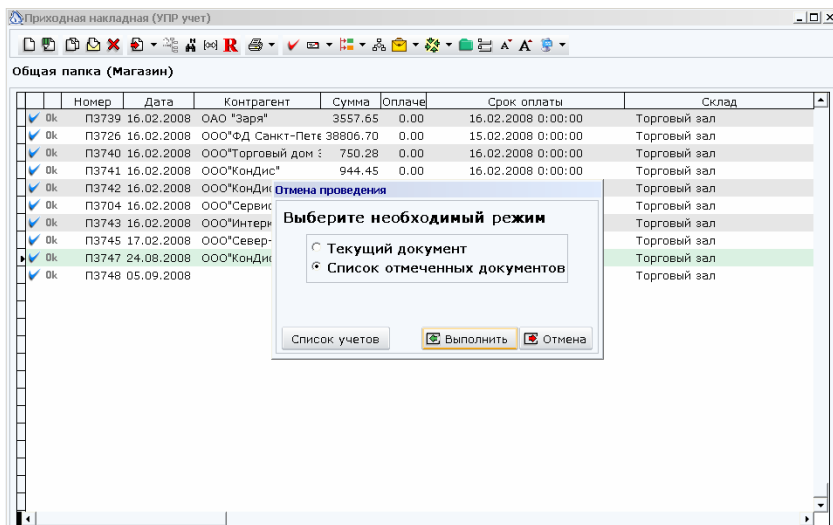 Приходная накладная (УПР учет)
Общая папка (Магазин)
Номер Дата Контрагент Сумма Оплаче Срок оплаты Склад
Ok П3739 16.02.2008 ОАО "Заря" 3557.65 0.00 16.02.2008 0:00:00 Торговый зал
Ok П3726 16.02.2008 ООО"ФД Санкт-Пете 38806.70 0.00 15.02.2008 0:00:00 Торговый зал
Ok П3740 16.02.2008 ООО"Торговый дом 750.28 0.00 16.02.2008 0:00:00 Торговый зал
Ok П3741 16.02.2008 ООО"КонДис" 944.45 0.00 16.02.2008 0:00:00 Торговый зал
Ok П3742 16.02.2008 ООО"КонДис Торговый зал
Ok П3704 16.02.2008 ООО"Сервис Торговый зал
Ok П3743 16.02.2008 ООО"Интерн Торговый зал
Ok П3745 17.02.2008 ООО"Север- Торговый зал
Ok П3747 24.08.2008 ООО"КонДис Торговый зал
Ok П3748 05.09.2008 Торговый зал
Отмена проведения
Выберите необходимый режим
Текущий документ
Список отмеченных документов
Список учетов Выполнить Отмена